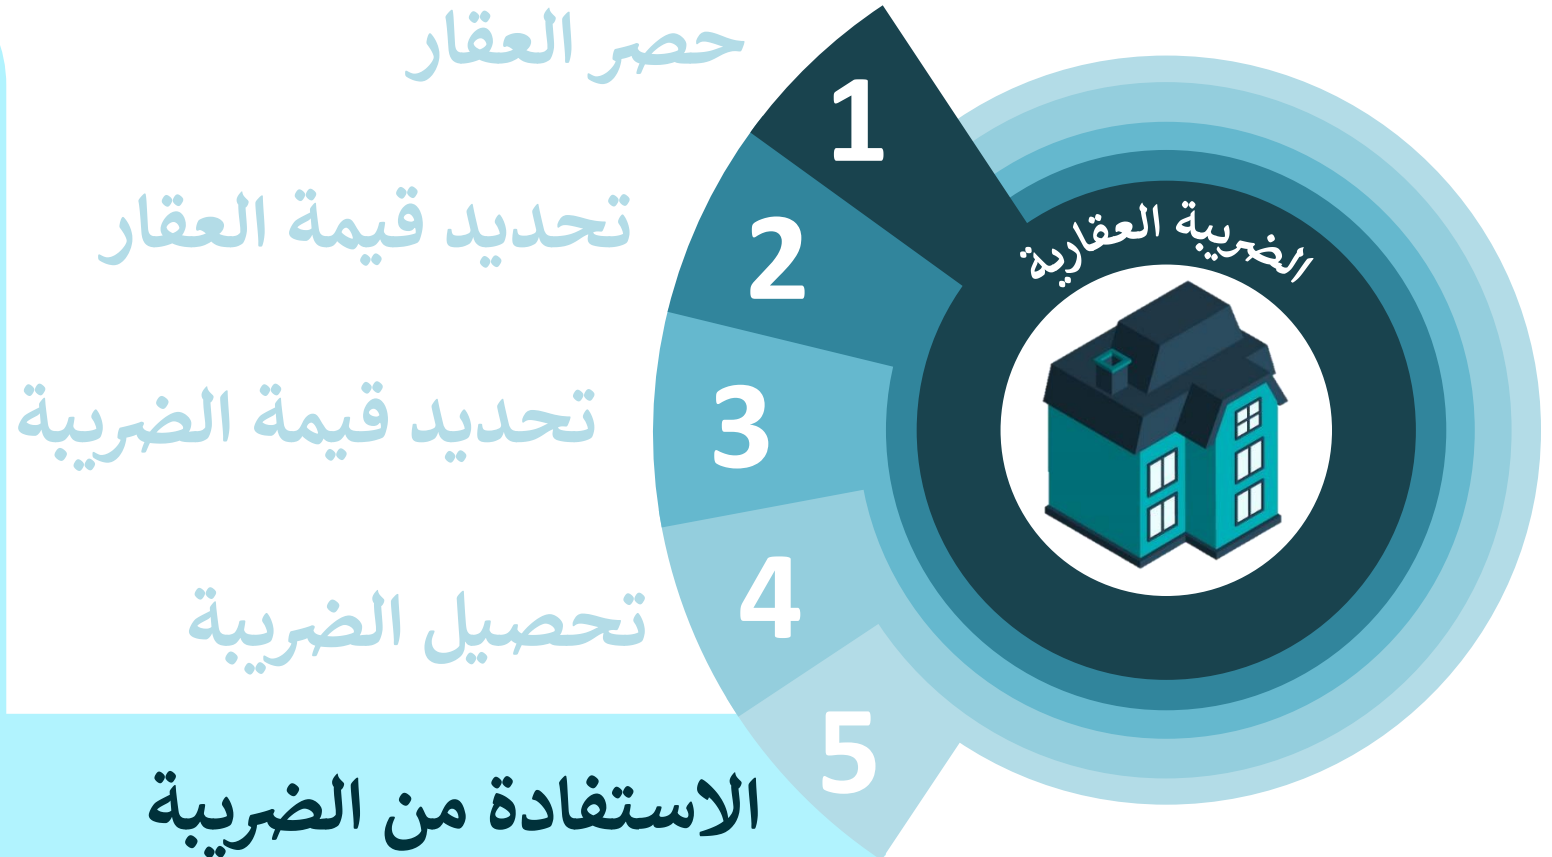 حصر العقار
1
تحديد قيمة العقار
2
تحديد قيمة الضريبة
3
تحصيل الضريبة
4
الاستفادة من الضريبة
5
الضريبة العقارية